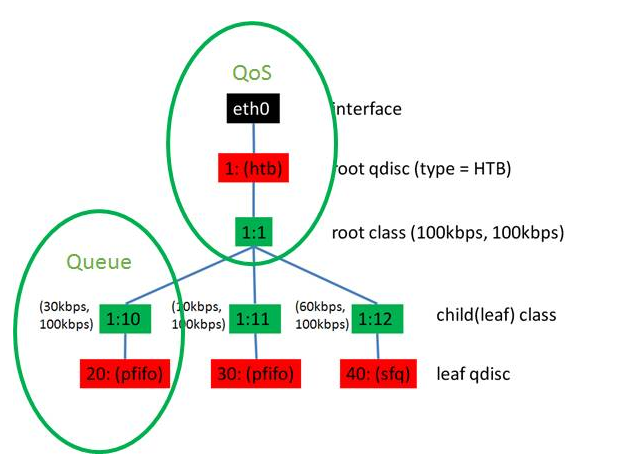 QoS
eth0
interface
1: (htb)
root qdisc (type = HTB)
1:1
root class (100kbps, 100kbps)
Queue
(30kbps,
100kbps)
1:10
(10kbps,
100kbps)
1:11
(60kbps,
100kbps)
1:12
child(leaf) class
20: (pfifo)
30: (pfifo)
40: (sfq)
leaf qdisc